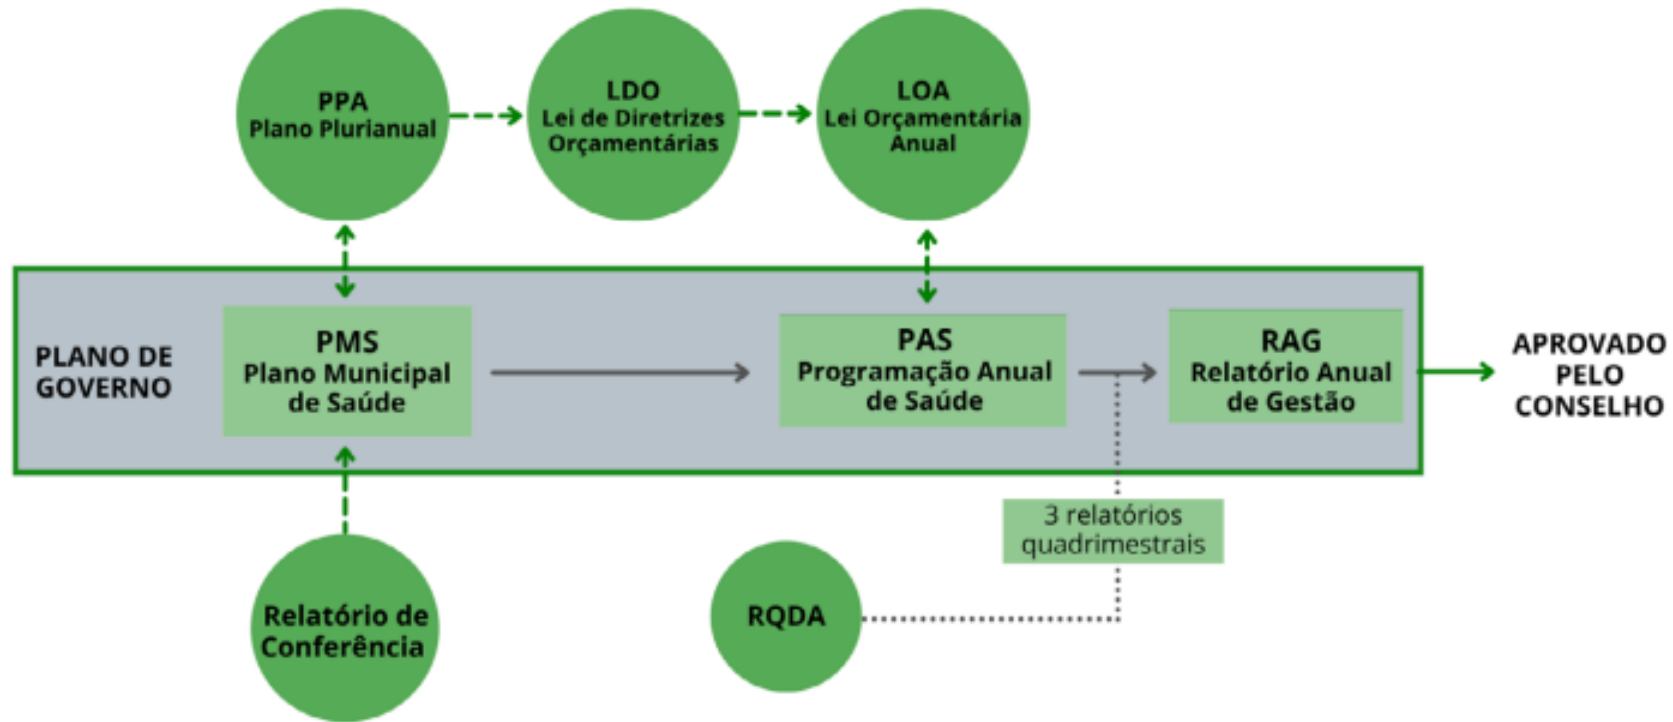 PPA
Plano Plurianual
LDO
Lei de Diretrizes
Orçamentárias
LOA
Lei Orçamentária
Anual
PLANO DE
GOVERNO
PMS
Plano Municipal
de Saúde
PAS
Programação Anual
de Saúde
RAG
Relatório Anual
de Gestão
APROVADO
PELO
CONSELHO
3 relatórios
quadrimestrais
Relatório de
Conferência
RQDA